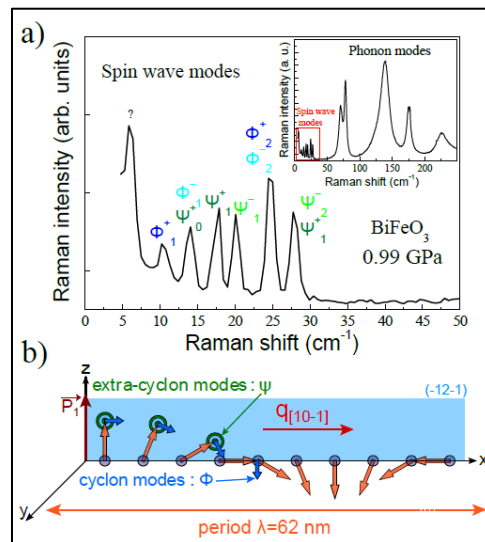 a)
Raman intensity (arb. units)
Spin wave modes
?
Φ⁺₁
Φ⁻₁
Ψ⁺₀
Ψ⁺₁
Ψ⁻₁
Φ⁺₂
Φ⁻₂
Ψ⁻₂
Ψ⁺₁
BiFeO₃
0.99 GPa
0 5 10 15 20 25 30 35 40 45 50
Raman shift (cm⁻¹)
Raman intensity (a. u.)
Phonon modes
Spin wave
modes
0 50 100 150 200
Raman shift (cm⁻¹)
b)
z
P₁
extra-cyclon modes : Ψ
q[10-1]
(-12-1)
x
cyclon modes : Φ
y
period λ=62 nm